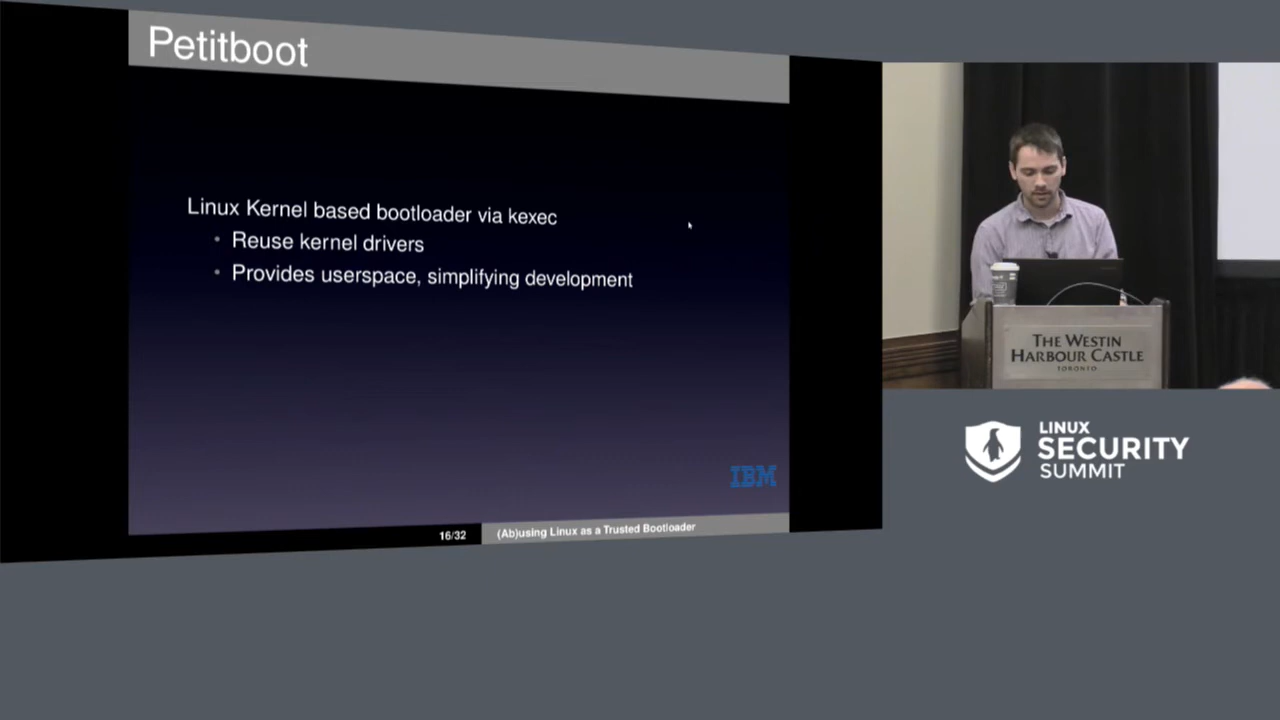 Petitboot
Linux Kernel based bootloader via kexec
Reuse kernel drivers
Provides userspace, simplifying development
IBM
16/32
(Ab)using Linux as a Trusted Bootloader
THE WESTIN
HARBOUR CASTLE
TORONTO
LINUX
SECURITY
SUMMIT